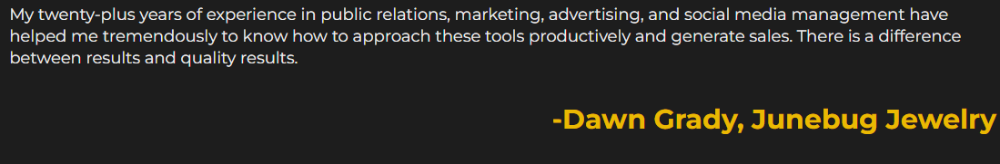 My twenty-plus years of experience in public relations, marketing, advertising, and social media management have
helped me tremendously to know how to approach these tools productively and generate sales. There is a difference
between results and quality results.
-Dawn Grady, Junebug Jewelry